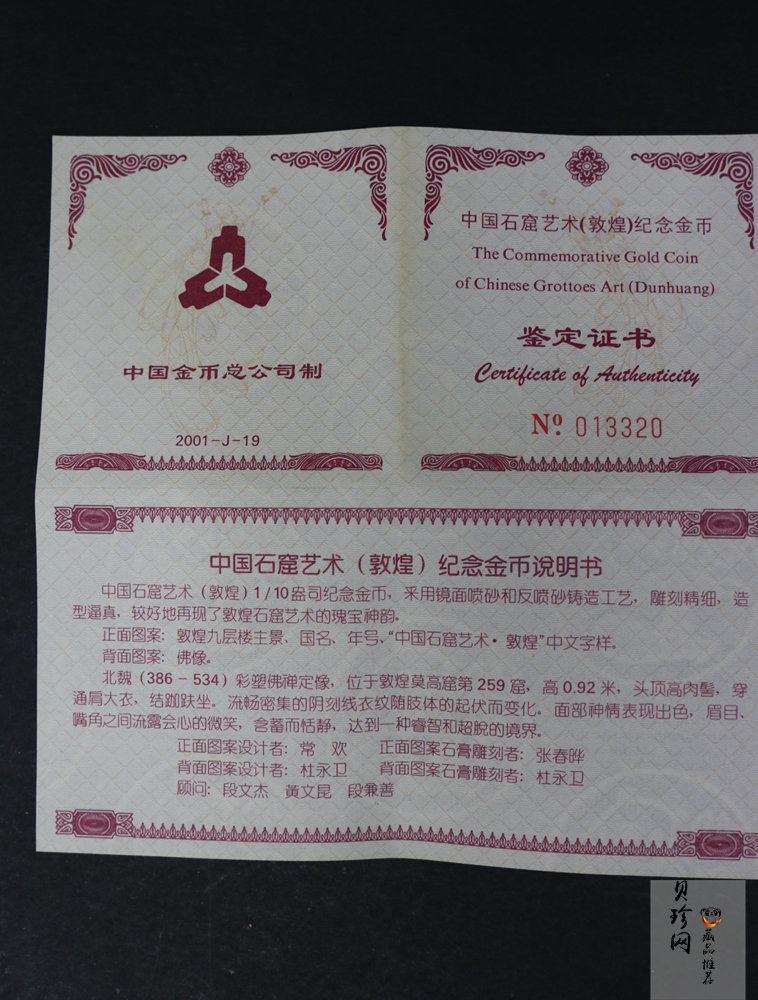 中国金币总公司制
2001-J-19
中国石窟艺术(敦煌)纪念金币
The Commemorative Gold Coin
of Chinese Grottoes Art (Dunhuang)
鉴定证书
Certificate of Authenticity
Nº 013320
中国石窟艺术（敦煌）纪念金币说明书
中国石窟艺术（敦煌）1/10盎司纪念金币，采用镜面喷砂和反喷砂铸造工艺，雕刻精细，造
型逼真，较好地再现了敦煌石窟艺术的瑰宝神韵。
正面图案：敦煌九层楼主景、国名、年号、“中国石窟艺术·敦煌”中文字样。
背面图案：佛像。
北魏（386－534）彩塑佛禅定像，位于敦煌莫高窟第259窟，高0.92米，头顶高肉髻，穿
通肩大衣，结跏趺坐。流畅密集的阴刻线衣纹随肢体的起伏而变化。面部神情表现出色，眉目、
嘴角之间流露会心的微笑，含蓄而恬静，达到一种睿智和超脱的境界。
正面图案设计者：常　欢　正面图案石膏雕刻者：张春晔
背面图案设计者：杜永卫　背面图案石膏雕刻者：杜永卫
顾问：段文杰　黃文昆　段兼善
贝珍网
藏品推荐